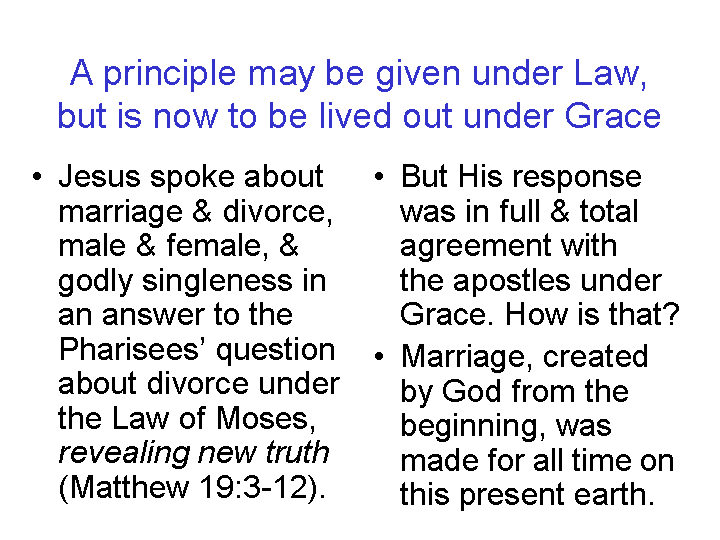 A principle may be given under Law,
but is now to be lived out under Grace
• Jesus spoke about
marriage & divorce,
male & female, &
godly singleness in
an answer to the
Pharisees’ question
about divorce under
the Law of Moses,
revealing new truth
(Matthew 19:3-12).
• But His response
was in full & total
agreement with
the apostles under
Grace. How is that?
• Marriage, created
by God from the
beginning, was
made for all time on
this present earth.